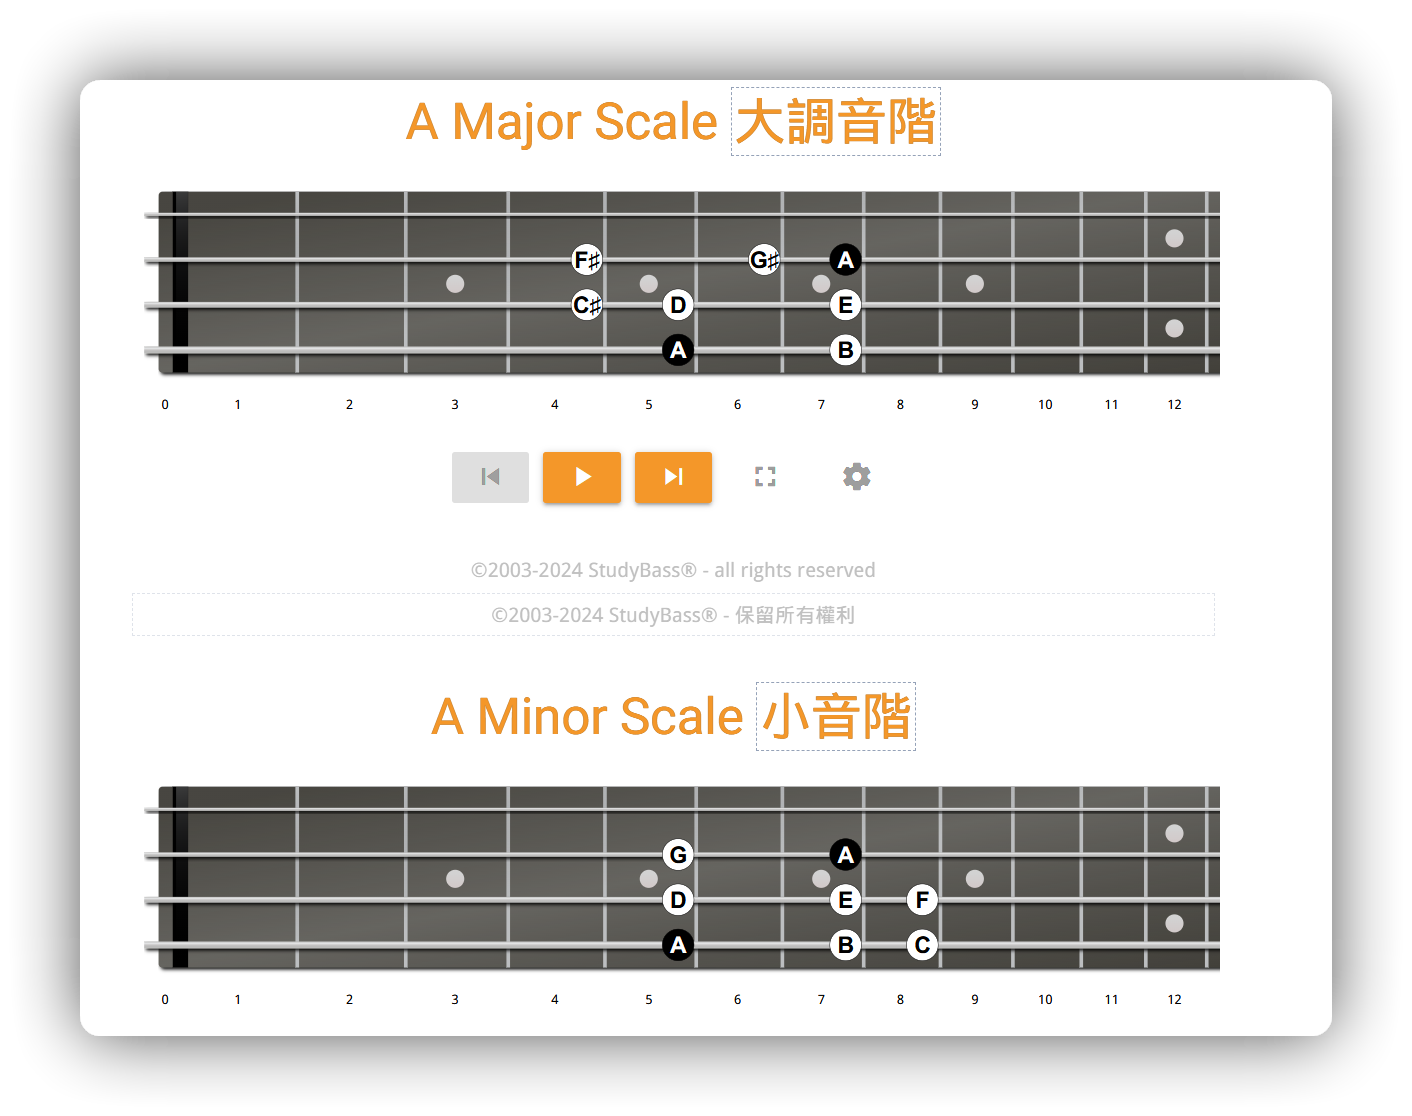 A Major Scale 大調音階
F♯ G♯ A
C♯ D E
A B
0 1 2 3 4 5 6 7 8 9 10 11 12
©2003-2024 StudyBass® - all rights reserved
©2003-2024 StudyBass® - 保留所有權利
A Minor Scale 小音階
G A
D E F
A B C
0 1 2 3 4 5 6 7 8 9 10 11 12